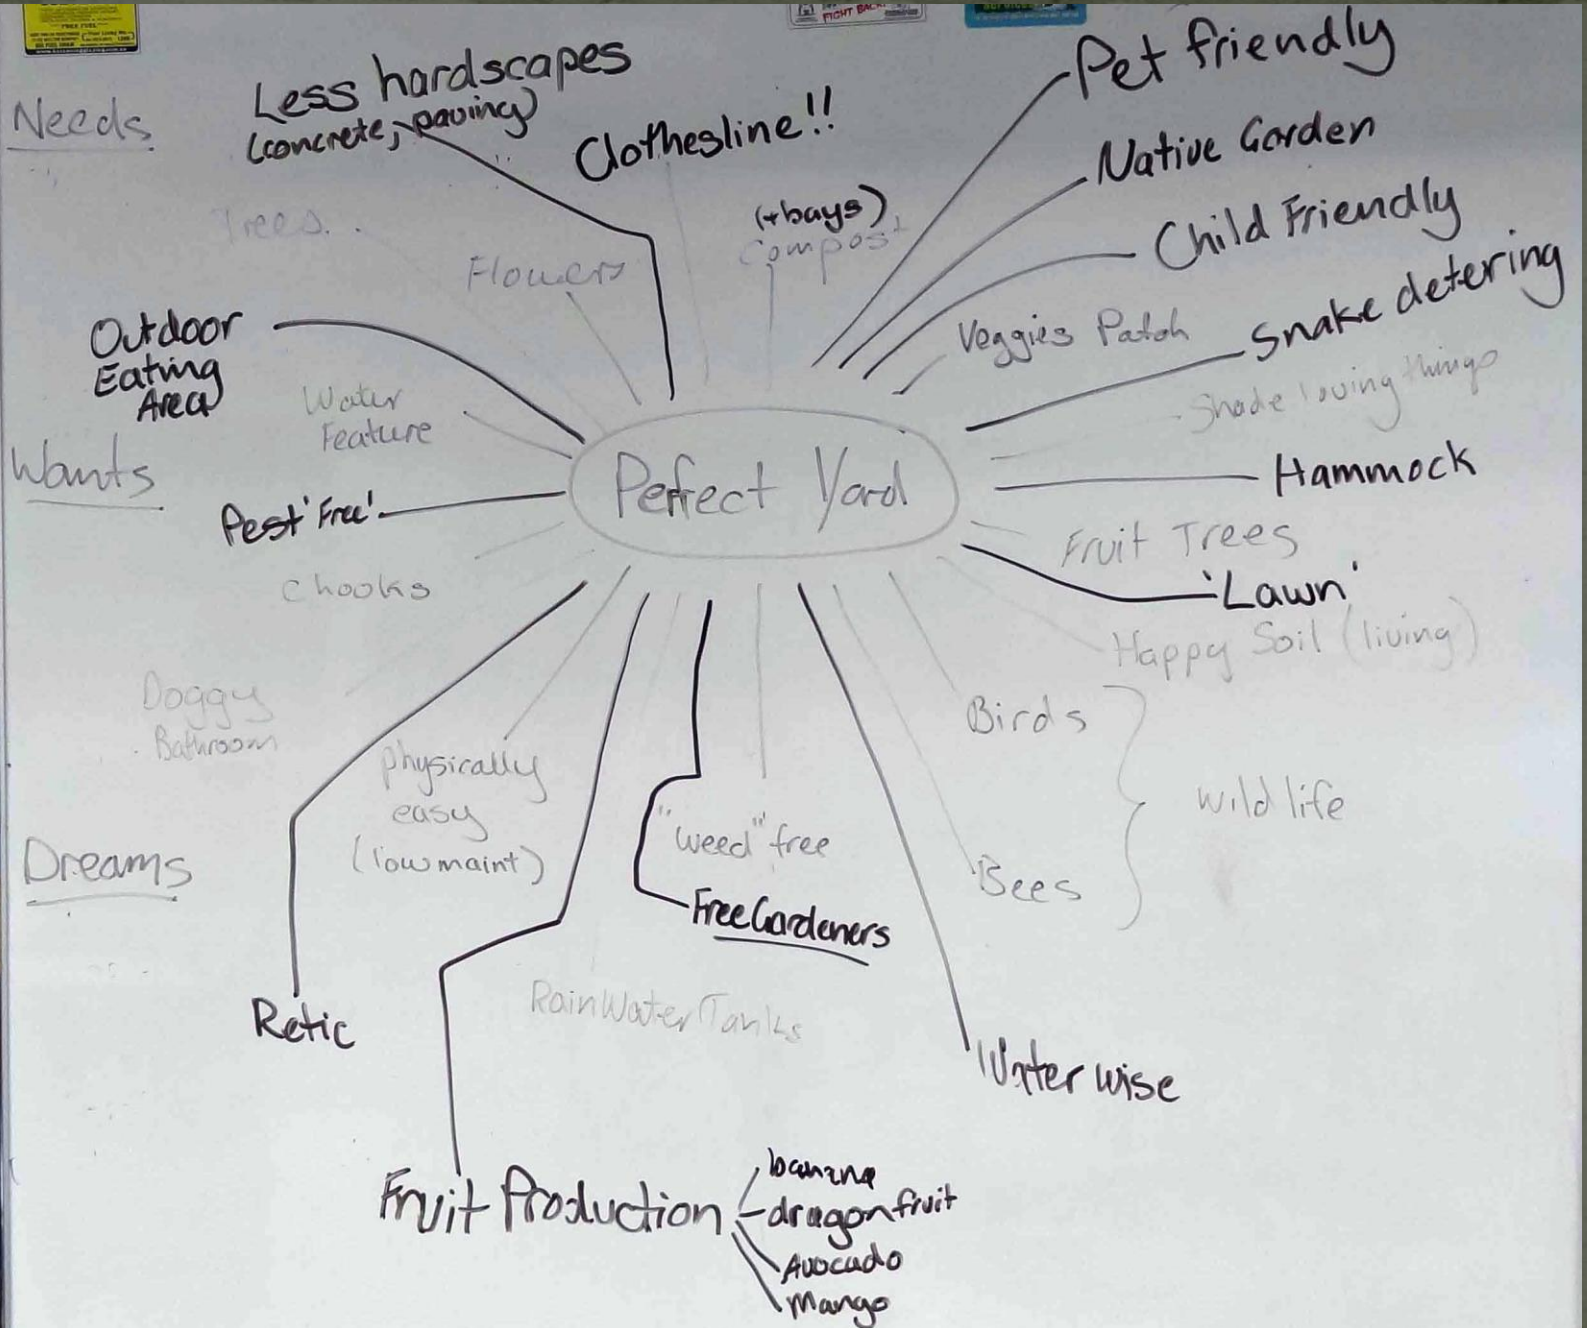 FIGHT BACK!
Less hardscapes
(concrete, paving)
Needs
Clothesline!!
Pet friendly
Native Garden
Trees
Flowers
(+bays)
Compost
Child Friendly
Snake detering
Outdoor
Eating
Area
Veggies Patch
Shade loving things
Water
Feature
Wants
Perfect Yard
Hammock
Pest 'Free'
Fruit Trees
Chooks
'Lawn'
Happy Soil (living)
Doggy
Bathroom
Physically
easy
(low maint)
Birds
wild life
"weed" free
Dreams
Bees
Free Gardeners
Retic
RainWater Tanks
Water wise
Fruit Production
banana
dragonfruit
Avocado
Mango